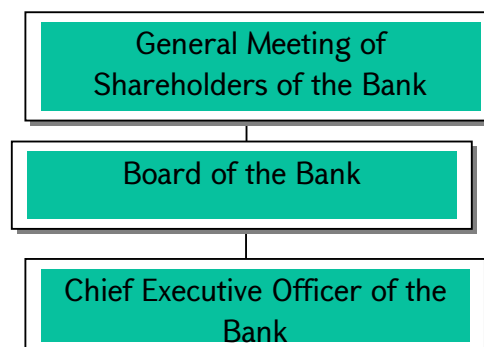 General Meeting of
Shareholders of the Bank
Board of the Bank
Chief Executive Officer of the
Bank